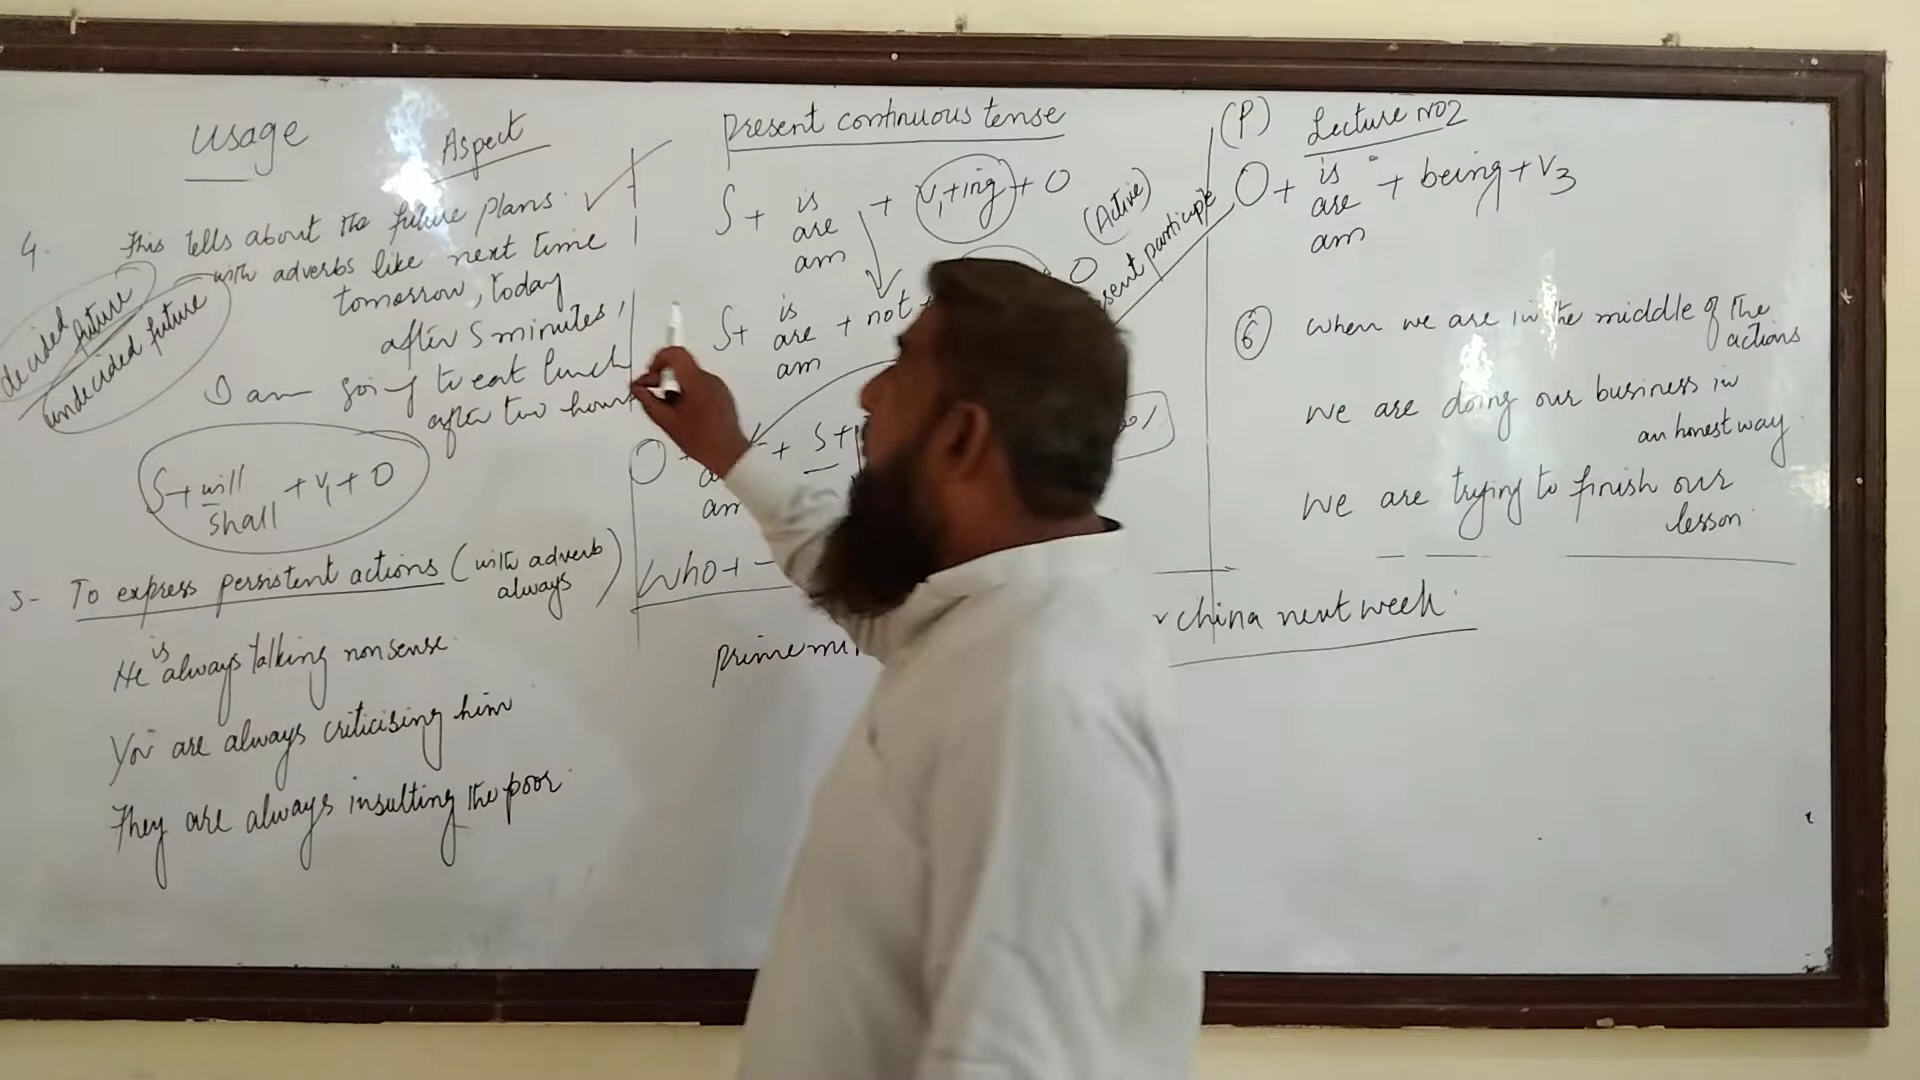 usage
Aspect
4. This tells about the future plans.
with adverbs like next time
tomorrow, today
after 5 minutes,
decided future
undecided future
I am going to eat lunch
after two hours
S+ will + V1 + O
shall
5- To express persistent actions (with adverb
always)
is
He always talking nonsense.
You are always criticising him
They are always insulting the poor.
present continuous tense
S + is + V1+ing + O
are
am
(Active)
S+ is
are + not +
am
O
participle
O +
+ S+
am
who+
china next week.
(P)
Lecture NO2
O + is + being + V3
are
am
6 when we are in the middle of the
actions
we are doing our business in
an honest way.
we are trying to finish our
lesson.